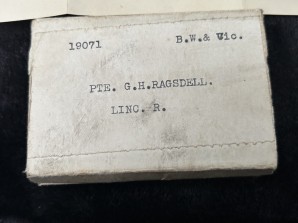 19071 B.W.& Vic.
PTE. G.H.RAGSDELL.
LINC. R.